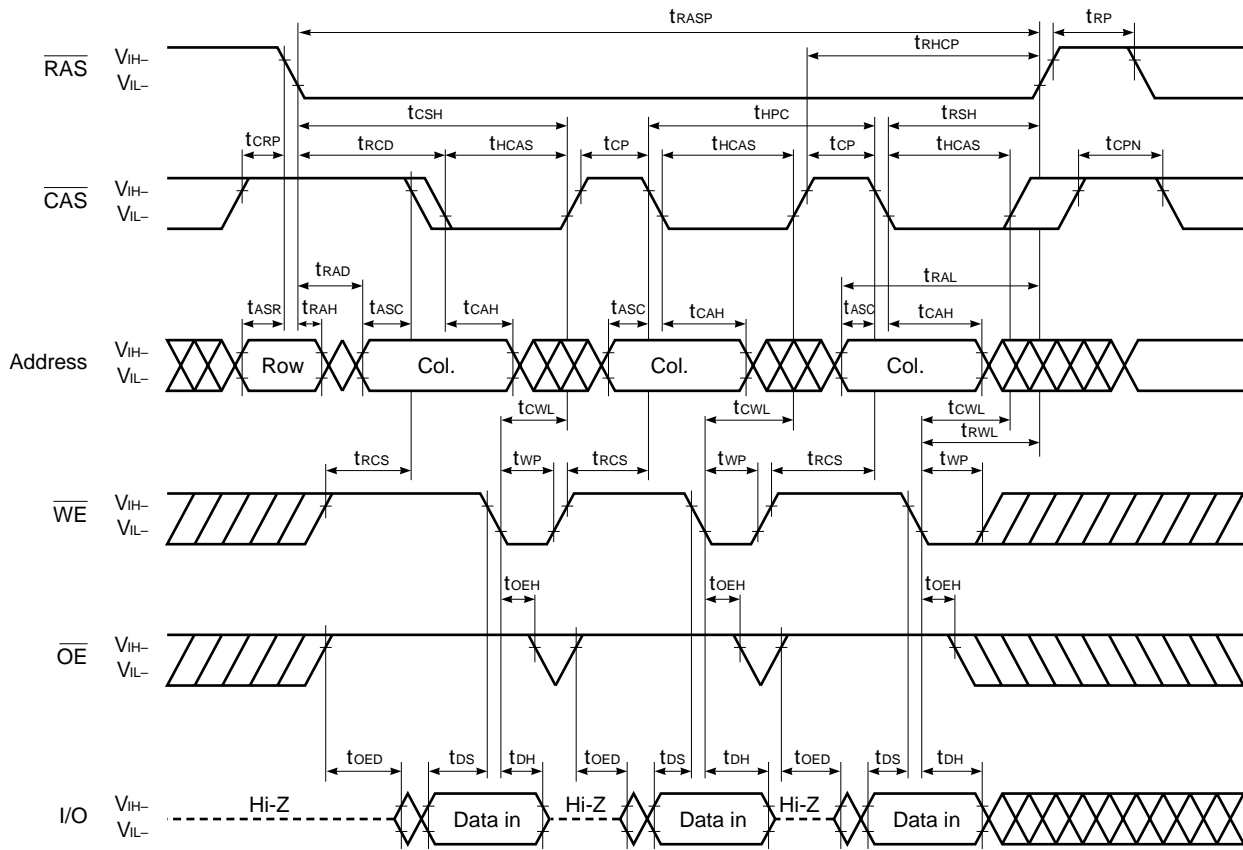 tRASP tRP
tRHCP
RAS VIH–
VIL–
tCSH tHPC tRSH
tCRP tRCD tHCAS tCP tHCAS tCP tHCAS tCPN
CAS VIH–
VIL–
tRAD tRAL
tASR tRAH tASC tCAH tASC tCAH tASC tCAH
Address VIH–
VIL–
Row Col. Col. Col.
tCWL tCWL tCWL
tRWL
tRCS tWP tRCS tWP tRCS tWP
WE VIH–
VIL–
tOEH tOEH tOEH
OE VIH–
VIL–
tOED tDS tDH tOED tDS tDH tOED tDS tDH
I/O VIH–
VIL–
Hi-Z Data in Hi-Z Data in Hi-Z Data in